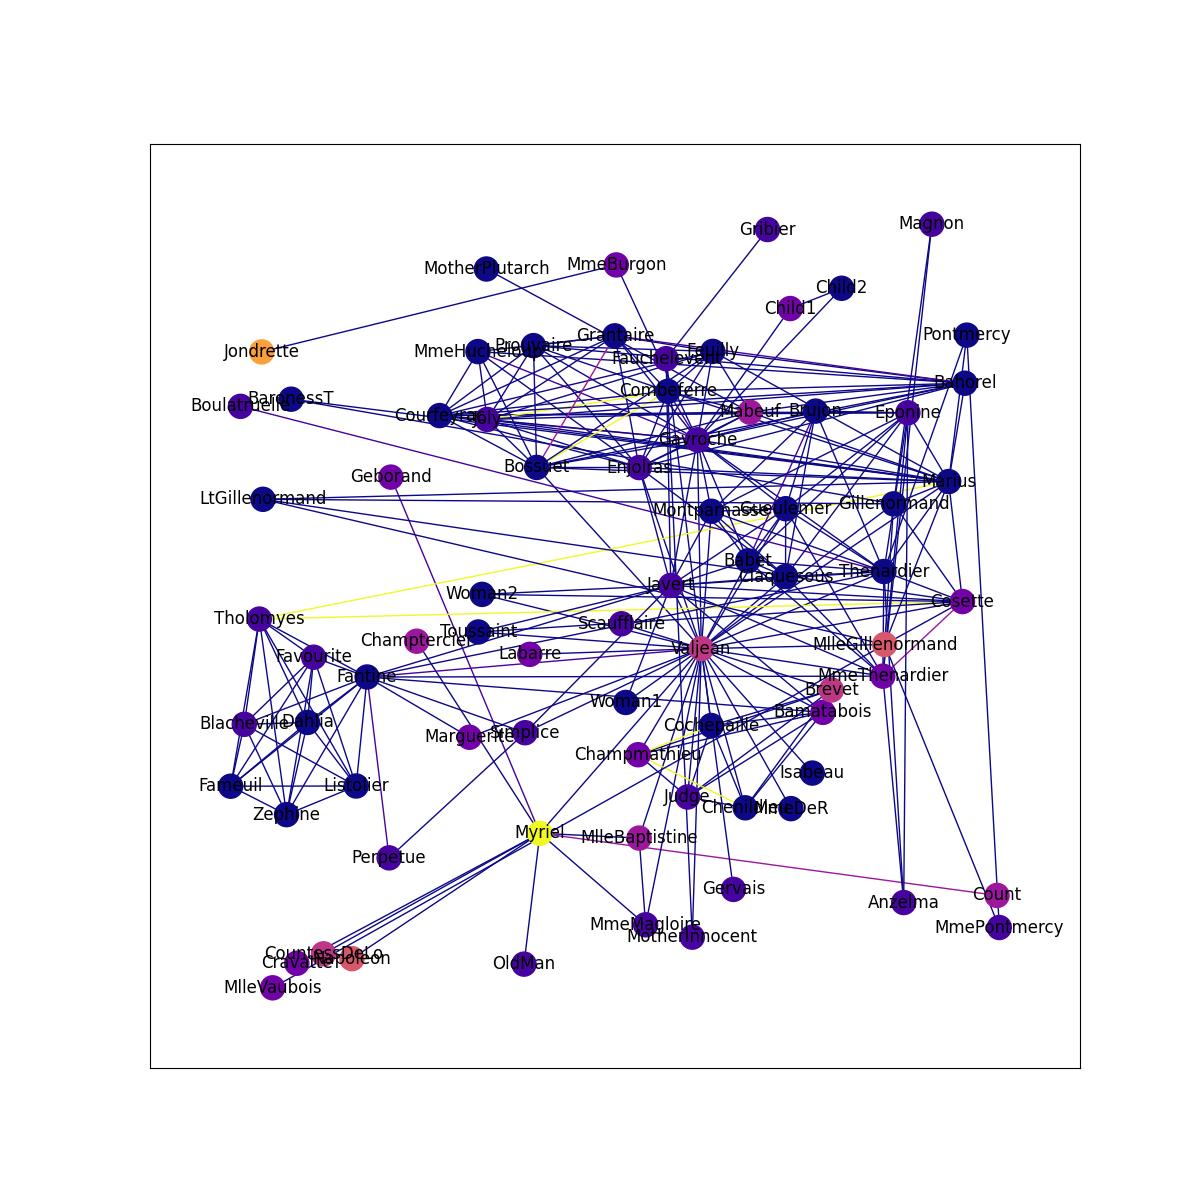 Magnon
Gribier
MmeBurgon
MotherPlutarch
Child2
Child1
Pontmercy
Grantaire
Prouvaire
MmeHucheloup
Jondrette
Feuilly
Fauchelevent
Bahorel
Combeferre
BaronessT
Boulatruelle
Courfeyrac
Joly
Mabeuf
Brujon
Eponine
Gavroche
Bossuet
Enjolras
Geborand
Marius
LtGillenormand
Gillenormand
Montparnasse
Gueulemer
Babet
Claquesous
Thenardier
Javert
Woman2
Cosette
Tholomyes
Scaufflaire
Toussaint
Champtercier
MlleGillenormand
Valjean
Labarre
Favourite
Fantine
MmeThenardier
Brevet
Woman1
Bamatabois
Blacheville
Dahlia
Cochepaille
Simplice
Marguerite
Champmathieu
Isabeau
Fameuil
Listolier
Judge
Chenildieu
MmeDeR
Zephine
Myriel
MlleBaptistine
Perpetue
Gervais
Count
Anzelma
MmeMagloire
MmePontmercy
MotherInnocent
CountessDeLo
Napoleon
Cravatte
OldMan
MlleVaubois